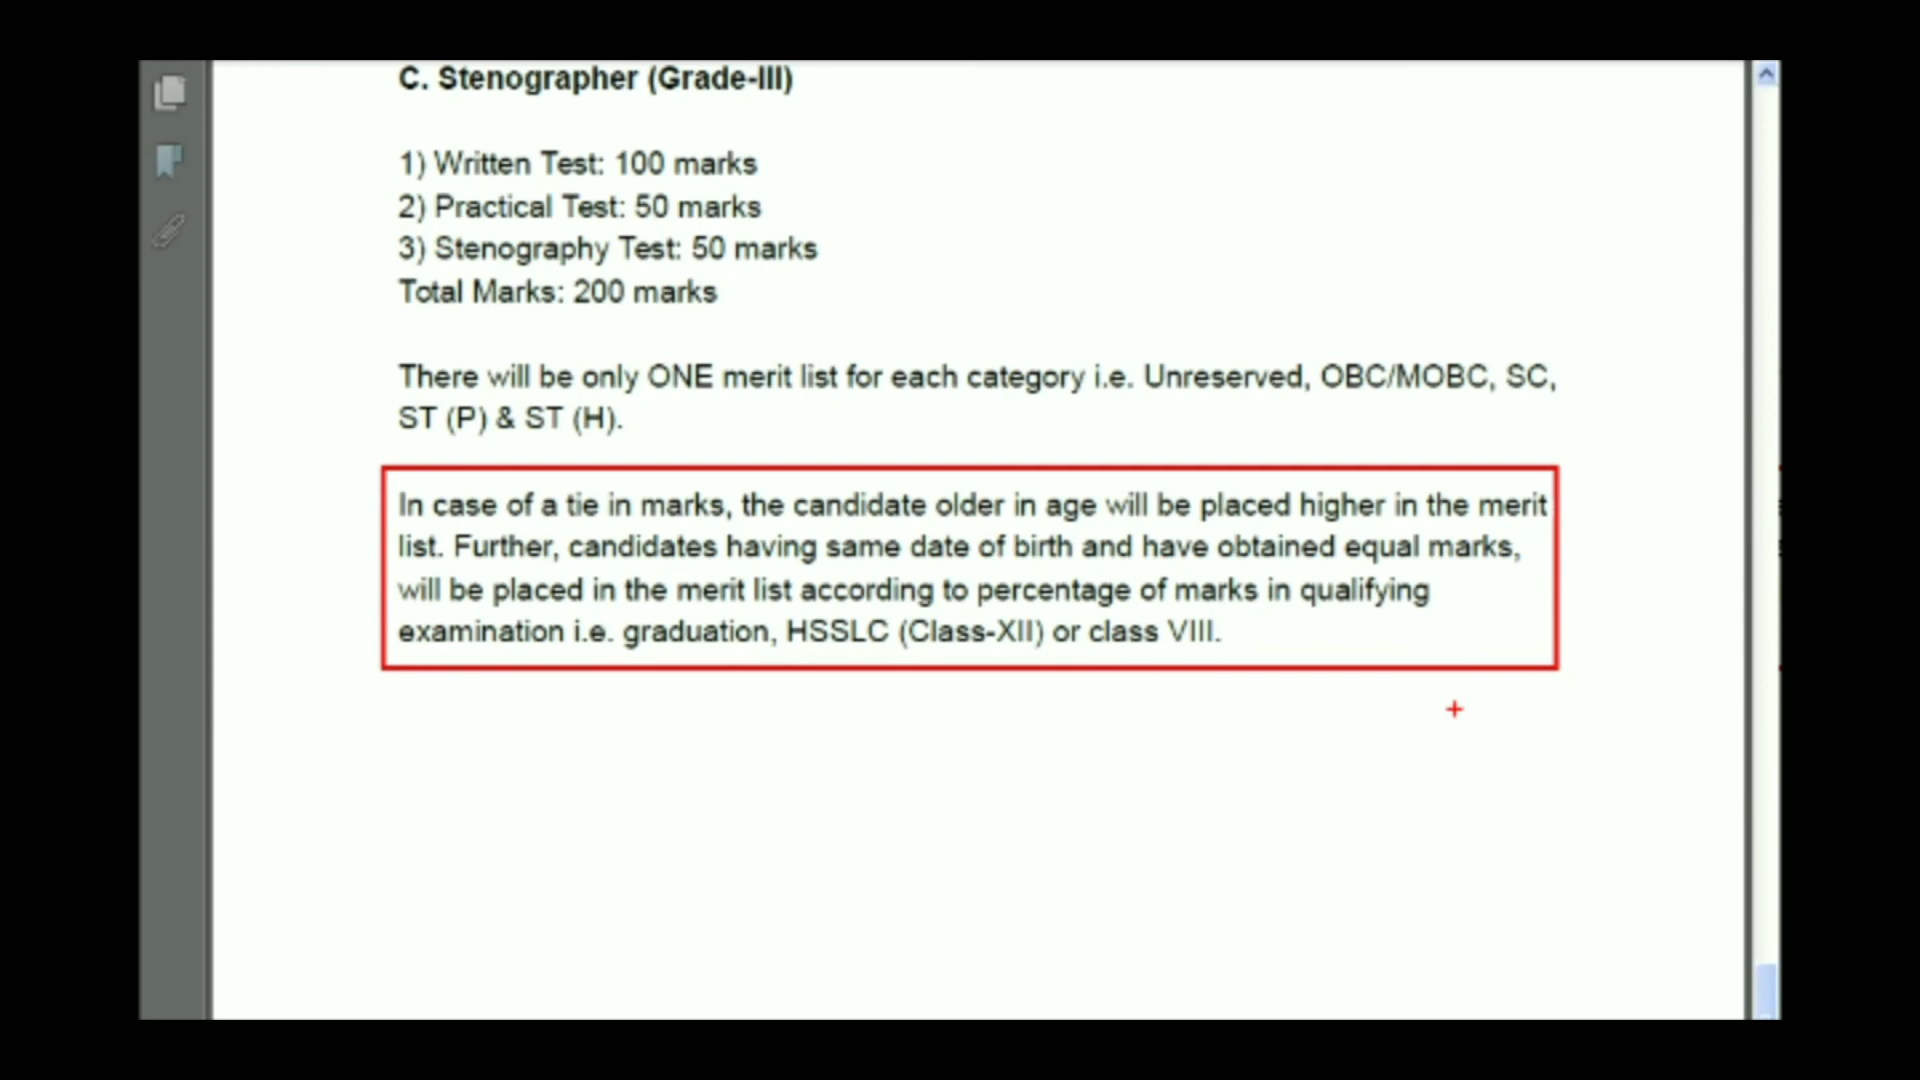 C. Stenographer (Grade-III)
1) Written Test: 100 marks
2) Practical Test: 50 marks
3) Stenography Test: 50 marks
Total Marks: 200 marks
There will be only ONE merit list for each category i.e. Unreserved, OBC/MOBC, SC,
ST (P) & ST (H).
In case of a tie in marks, the candidate older in age will be placed higher in the merit
list. Further, candidates having same date of birth and have obtained equal marks,
will be placed in the merit list according to percentage of marks in qualifying
examination i.e. graduation, HSSLC (Class-XII) or class VIII.